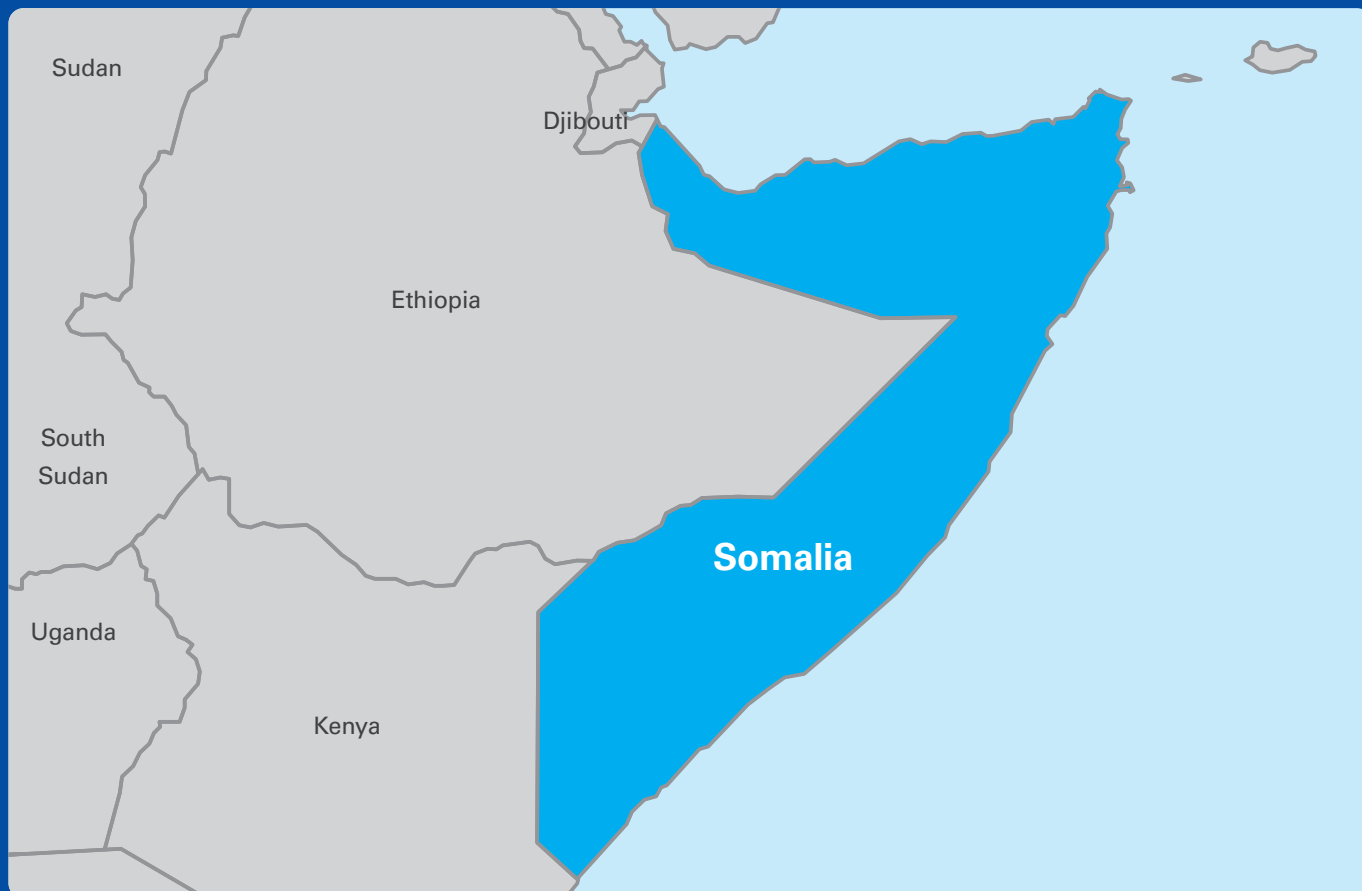 Sudan
Djibouti
Ethiopia
South
Sudan
Somalia
Uganda
Kenya